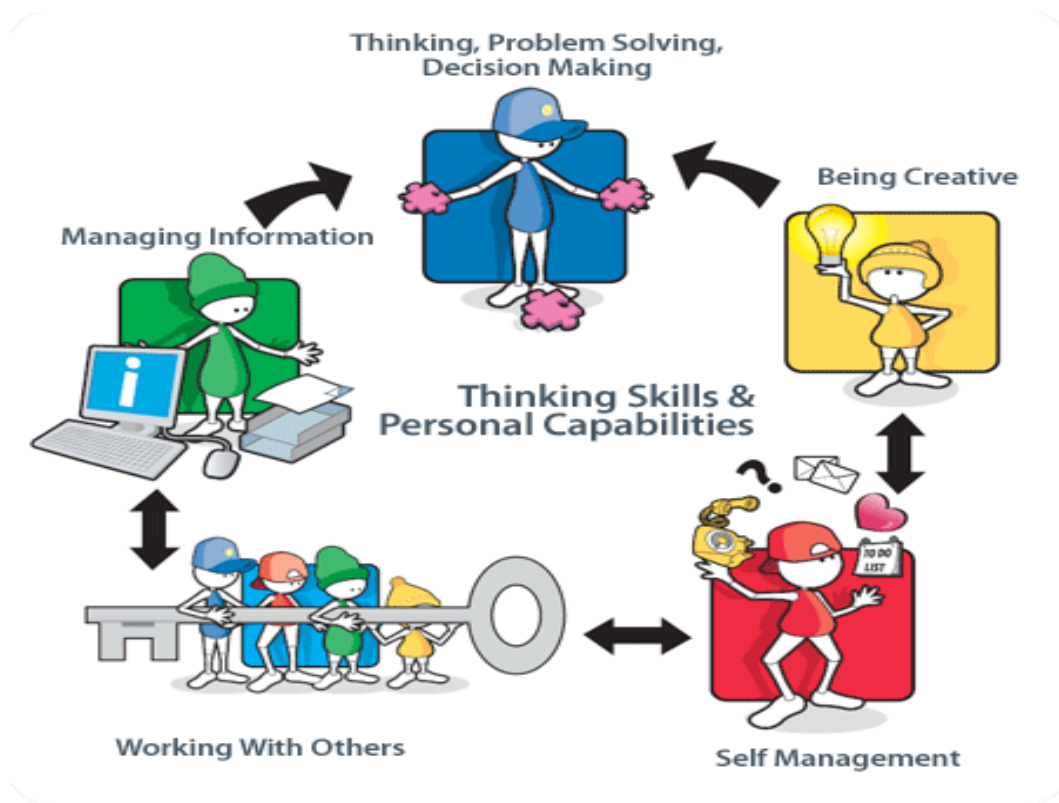 Thinking, Problem Solving,
Decision Making
Being Creative
Managing Information
i
Thinking Skills &
Personal Capabilities
?
TO DO
LIST
Working With Others
Self Management